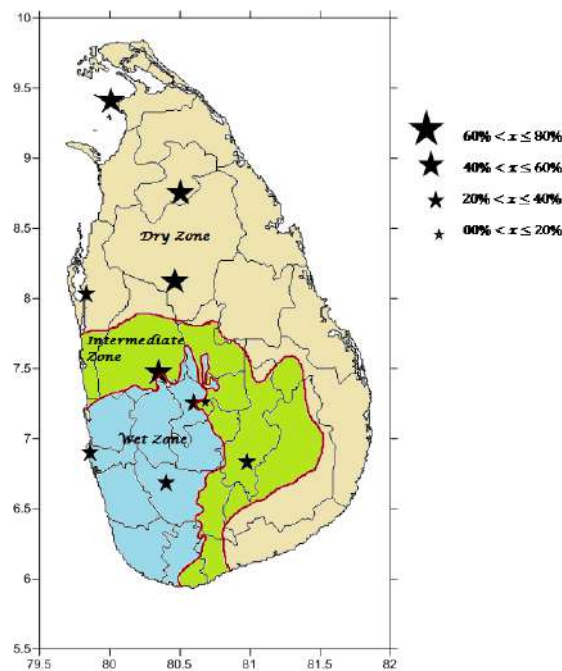 10
9.5
9
8.5
8
7.5
7
6.5
6
5.5
79.5 80 80.5 81 81.5 82
Dry Zone
Intermediate
Zone
Wet Zone
60% < x ≤ 80%
40% < x ≤ 60%
20% < x ≤ 40%
00% < x ≤ 20%